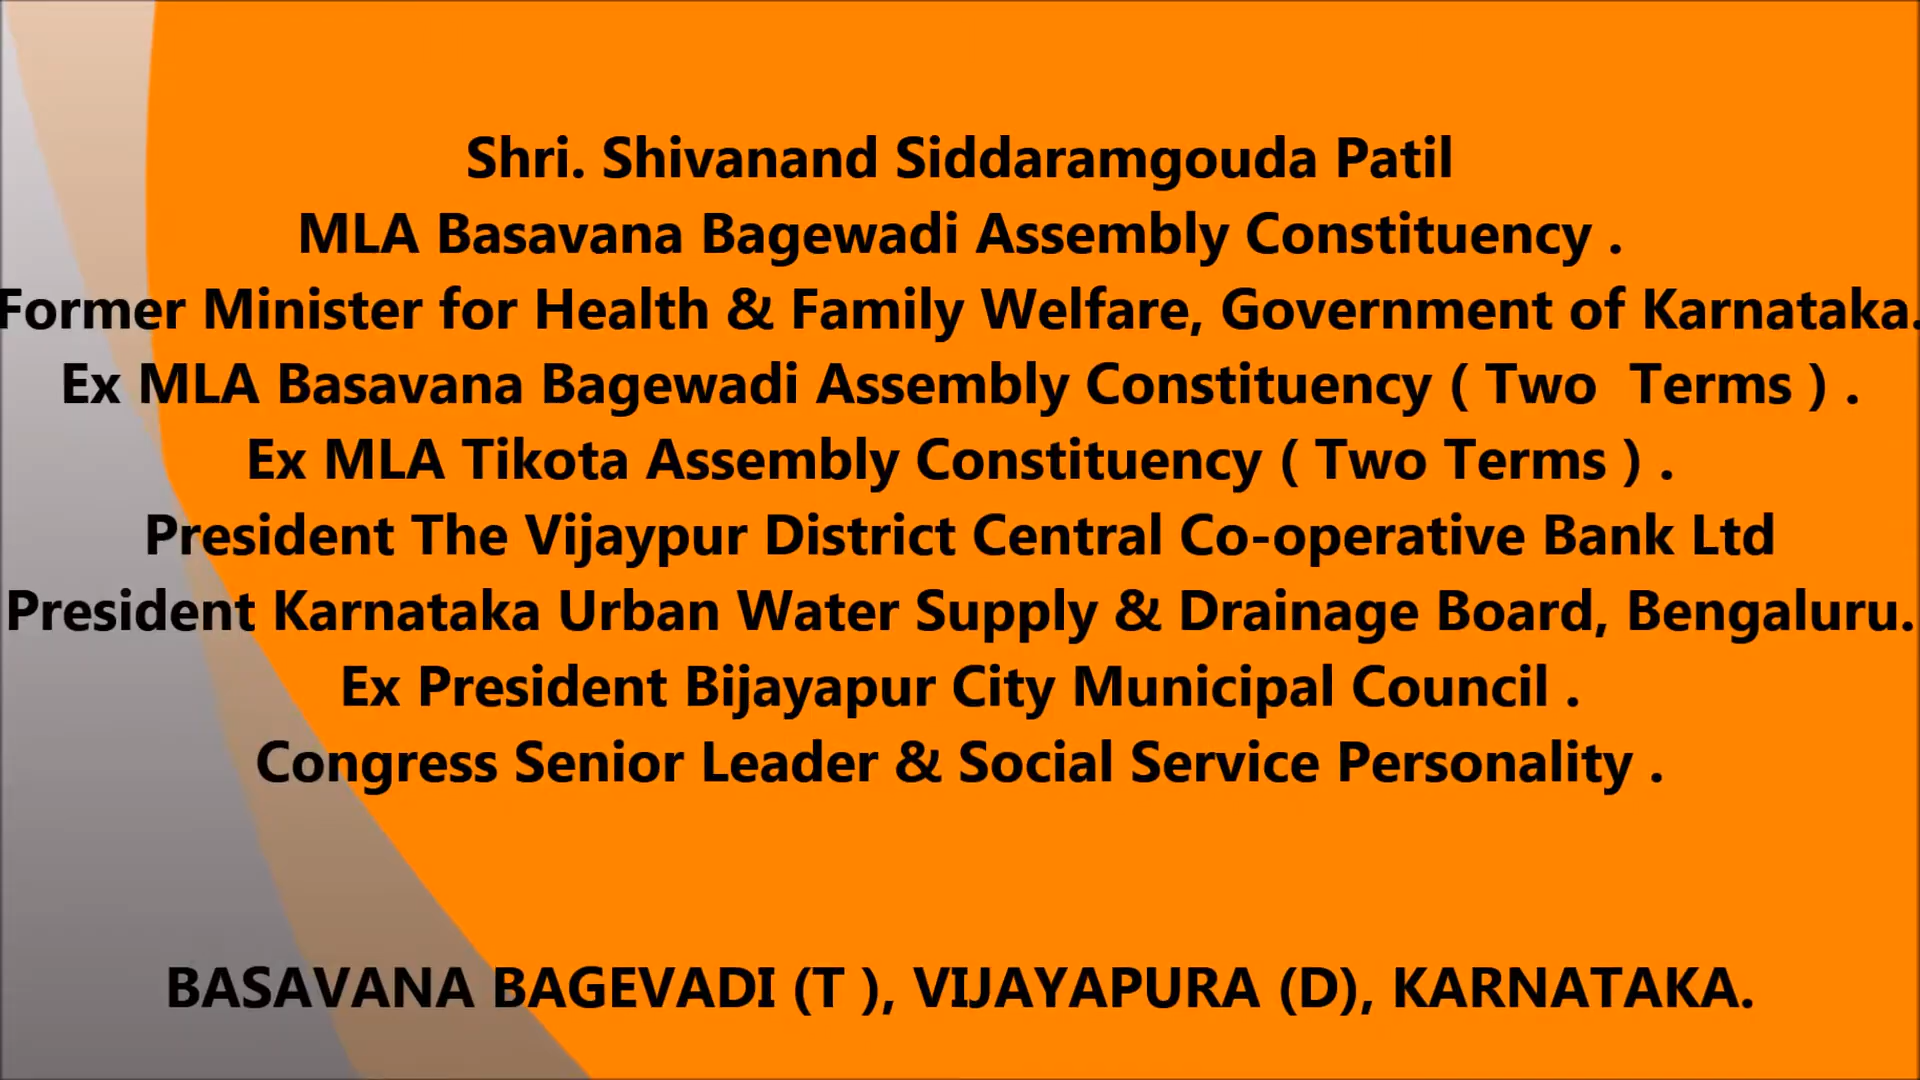 Shri. Shivanand Siddaramgouda Patil
MLA Basavana Bagewadi Assembly Constituency .
Former Minister for Health & Family Welfare, Government of Karnataka.
Ex MLA Basavana Bagewadi Assembly Constituency ( Two Terms ) .
Ex MLA Tikota Assembly Constituency ( Two Terms ) .
President The Vijaypur District Central Co-operative Bank Ltd
President Karnataka Urban Water Supply & Drainage Board, Bengaluru.
Ex President Bijayapur City Municipal Council .
Congress Senior Leader & Social Service Personality .
BASAVANA BAGEVADI (T ), VIJAYAPURA (D), KARNATAKA.